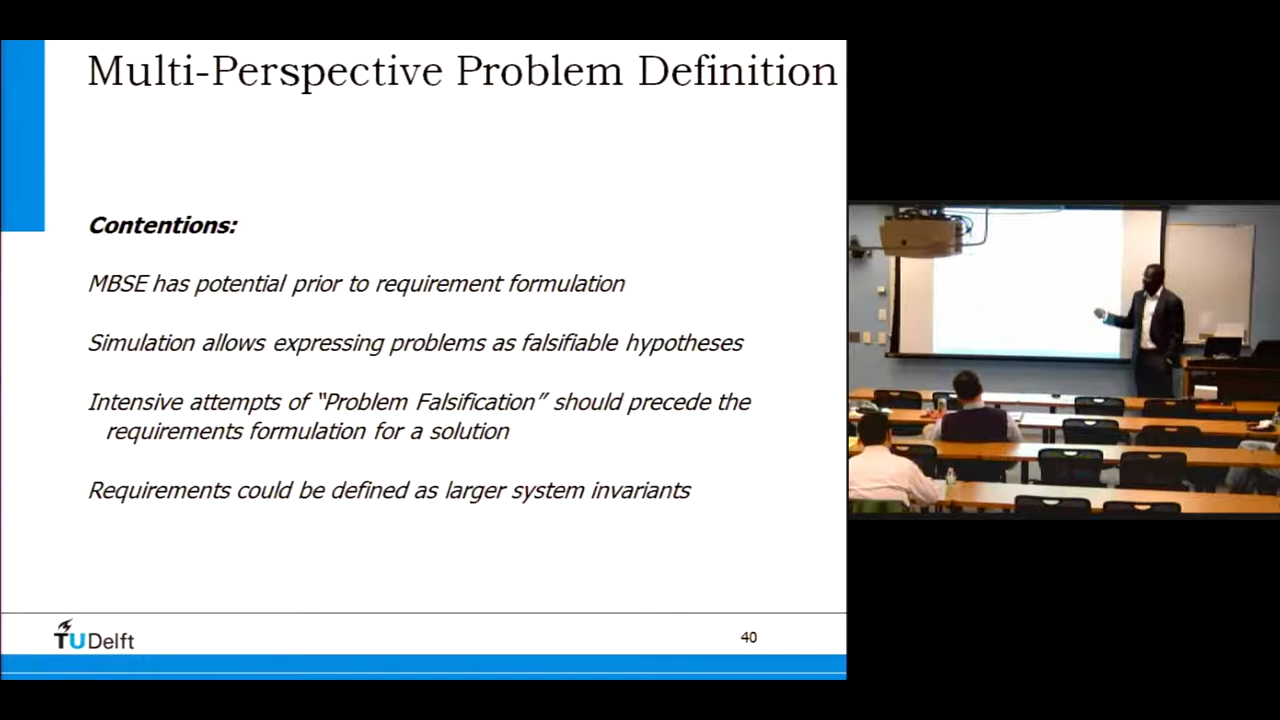 Multi-Perspective Problem Definition
Contentions:
MBSE has potential prior to requirement formulation
Simulation allows expressing problems as falsifiable hypotheses
Intensive attempts of “Problem Falsification” should precede the
requirements formulation for a solution
Requirements could be defined as larger system invariants
TUDelft
40